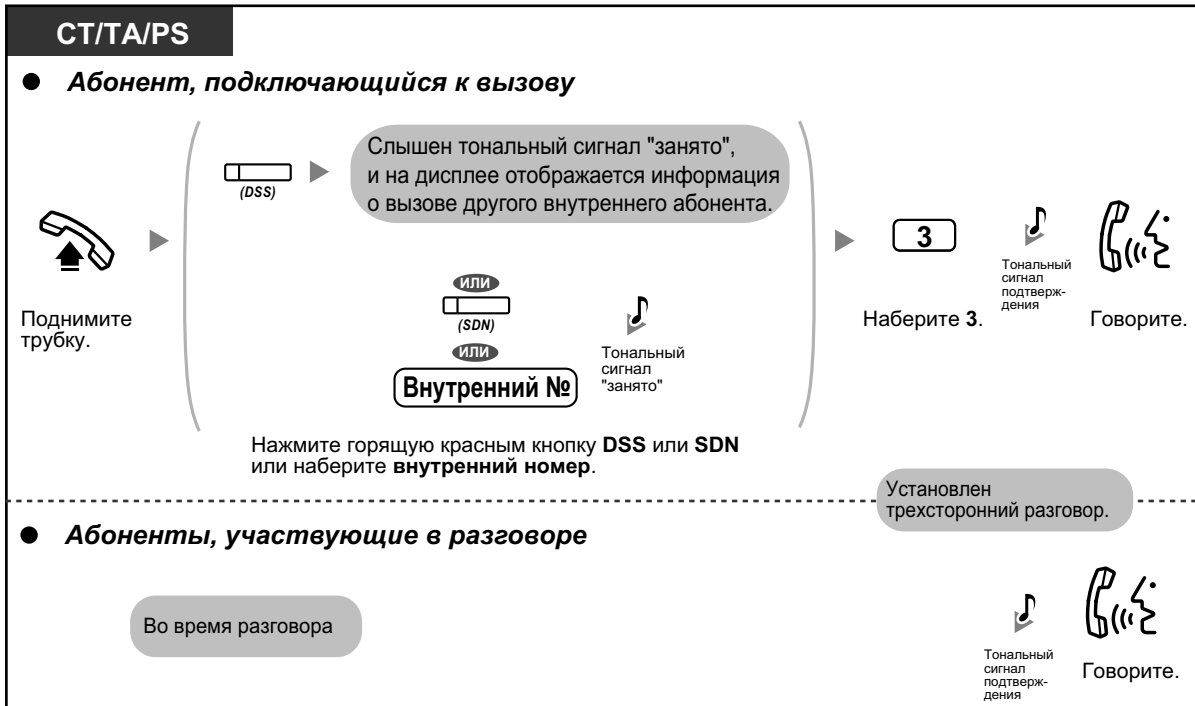 CT/TA/PS
● Абонент, подключающийся к вызову
Слышен тональный сигнал "занято",
и на дисплее отображается информация
о вызове другого внутреннего абонента.
(DSS)
или
(SDN)
или
Внутренний №
Тональный
сигнал
"занято"
Поднимите
трубку.
Нажмите горящую красным кнопку DSS или SDN
или наберите внутренний номер.
3
Наберите 3.
Тональный
сигнал
подтверж-
дения
Говорите.
Установлен
трехсторонний разговор.
● Абоненты, участвующие в разговоре
Во время разговора
Тональный
сигнал
подтверж-
дения
Говорите.